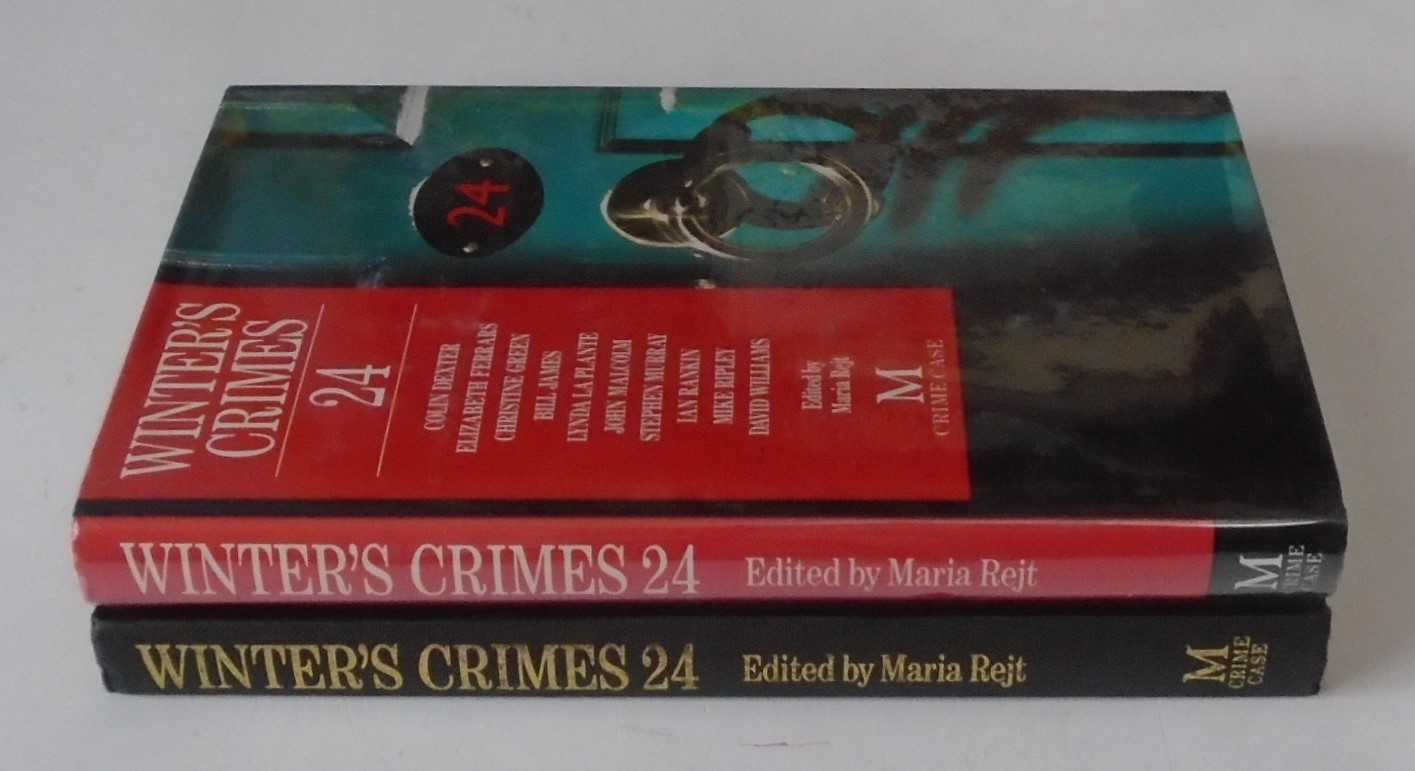 24
WINTER'S
CRIMES
24
COLIN DEXTER
ELIZABETH FERRARS
CHRISTINE GREEN
BILL JAMES
LYNDA LA PLANTE
JOHN MALCOLM
STEPHEN MURRAY
IAN RANKIN
MIKE RIPLEY
DAVID WILLIAMS
Edited by
Maria Rejt
M
CRIME CASE
WINTER'S CRIMES 24 Edited by Maria Rejt M
CRIME
CASE
WINTER'S CRIMES 24 Edited by Maria Rejt M
CRIME
CASE